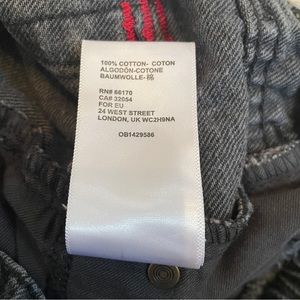 100% COTTON- COTON
ALGODÓN-COTONE
BAUMWOLLE-棉
RN# 66170
CA# 32054
FOR EU
24 WEST STREET
LONDON, UK WC2H9NA
OB1429586